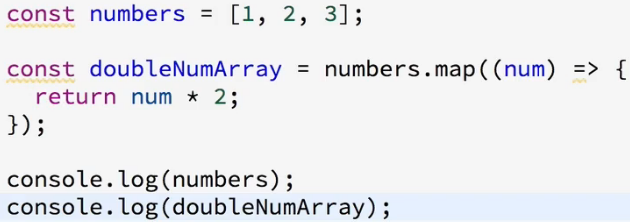 const numbers = [1, 2, 3];
const doubleNumArray = numbers.map((num) => {
  return num * 2;
});
console.log(numbers);
console.log(doubleNumArray);